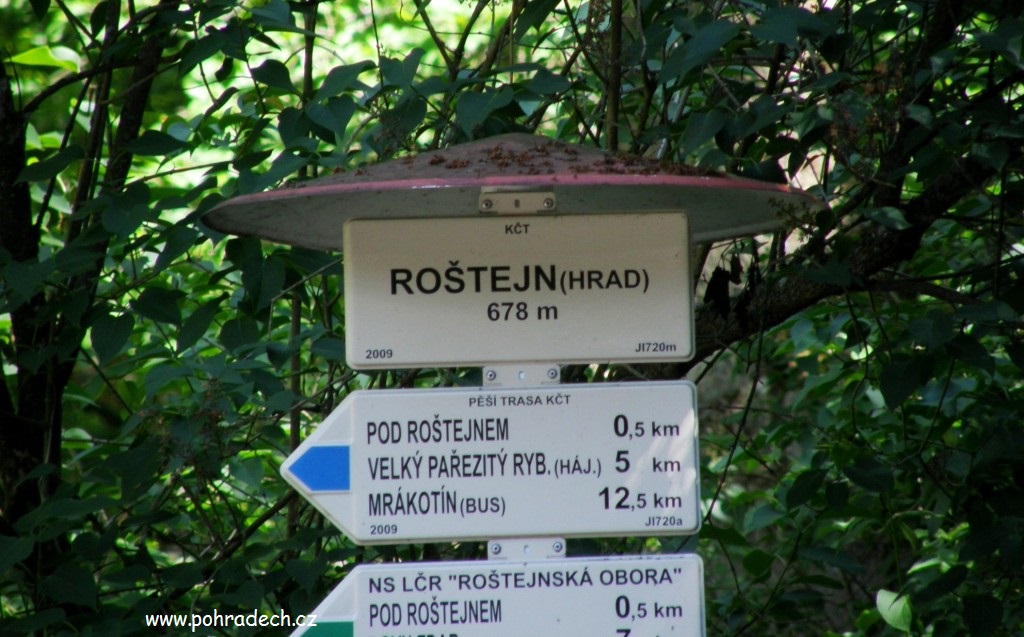 KČT
ROŠTEJN (HRAD)
678 m
2009 JI720m
PĚŠÍ TRASA KČT
POD ROŠTEJNEM 0,5 km
VELKÝ PAŘEZITÝ RYB. (HÁJ.) 5 km
MRÁKOTÍN (BUS) 12,5 km
2009 JI720a
NS LČR "ROŠTEJNSKÁ OBORA"
POD ROŠTEJNEM 0,5 km
www.pohradech.cz